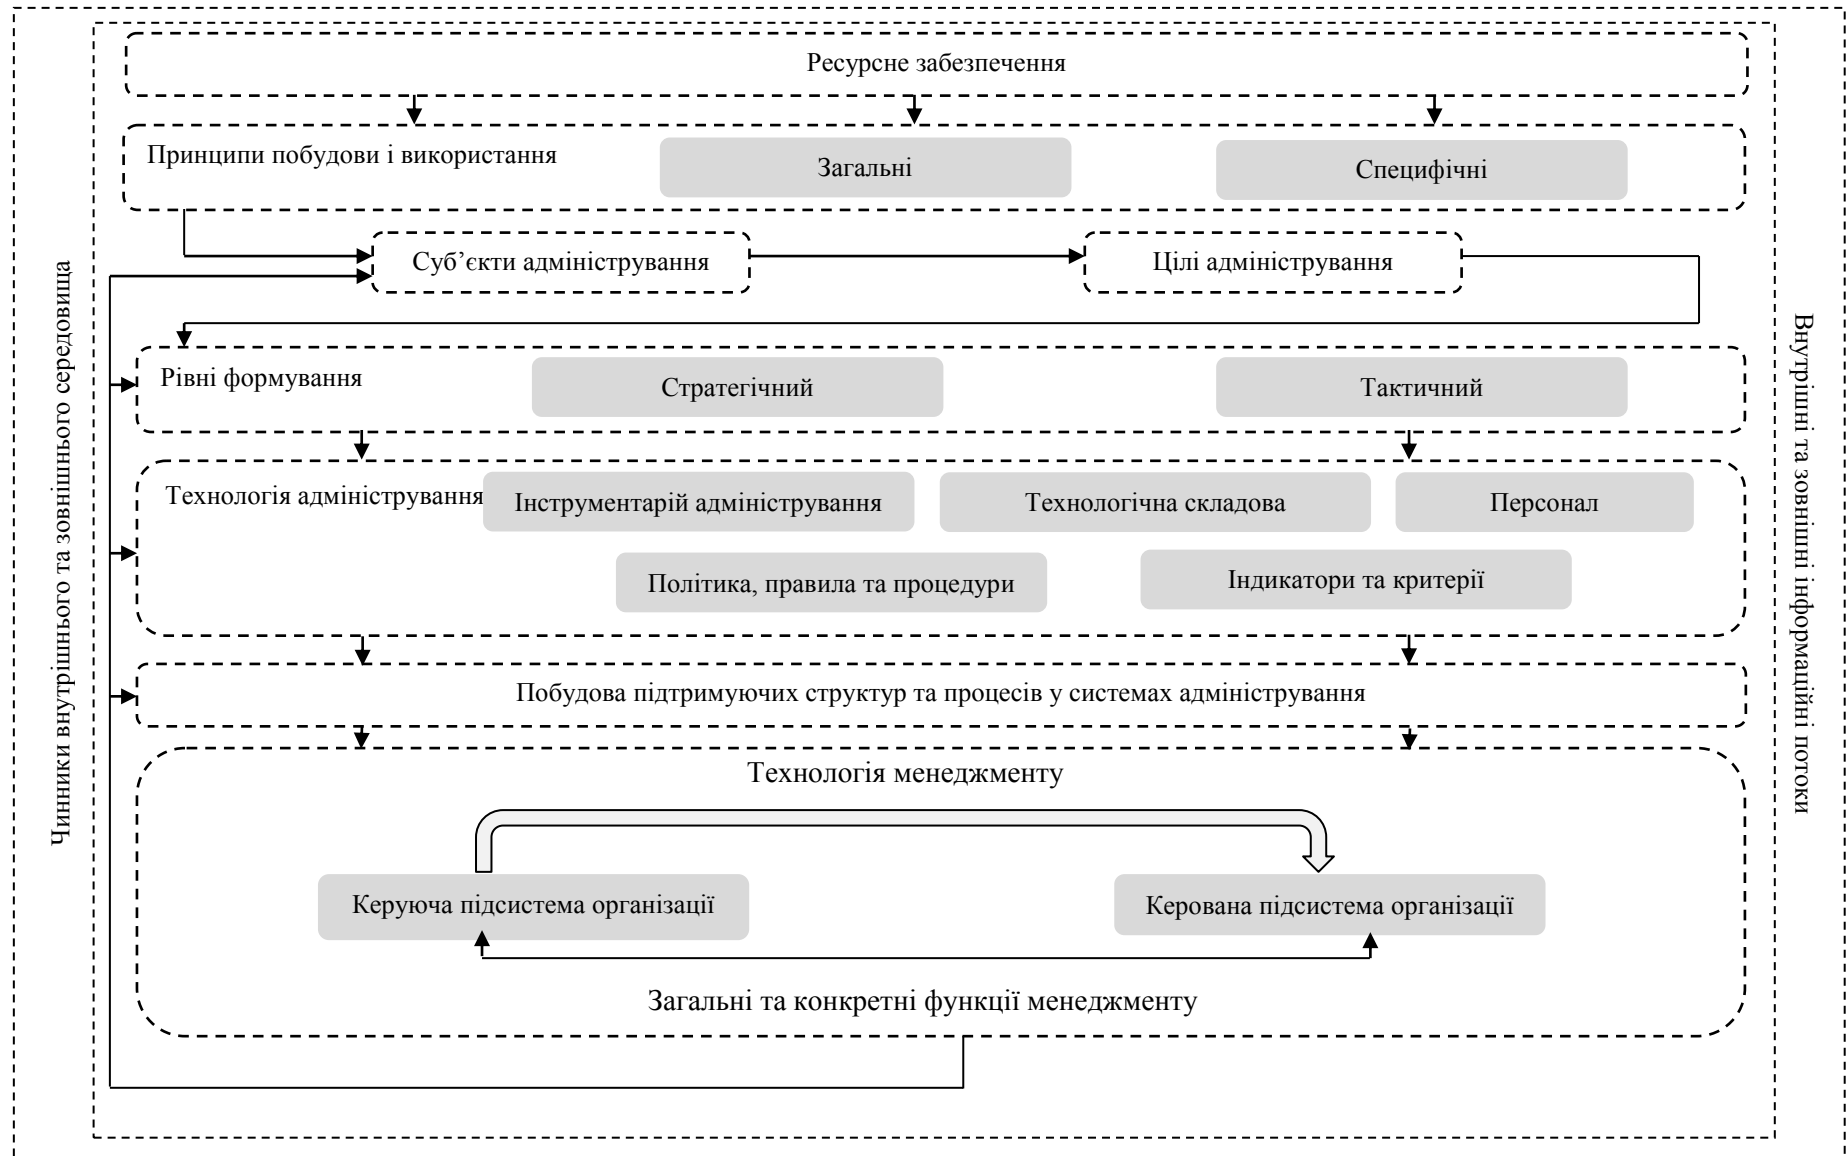 Ресурсне забезпечення
Принципи побудови і використання
Загальні
Специфічні
Суб’єкти адміністрування
Цілі адміністрування
Чинники внутрішнього та зовнішнього середовища
Внутрішні та зовнішні інформаційні потоки
Рівні формування
Стратегічний
Тактичний
Технологія адміністрування
Інструментарій адміністрування
Технологічна складова
Персонал
Політика, правила та процедури
Індикатори та критерії
Побудова підтримуючих структур та процесів у системах адміністрування
Технологія менеджменту
Керуюча підсистема організації
Керована підсистема організації
Загальні та конкретні функції менеджменту